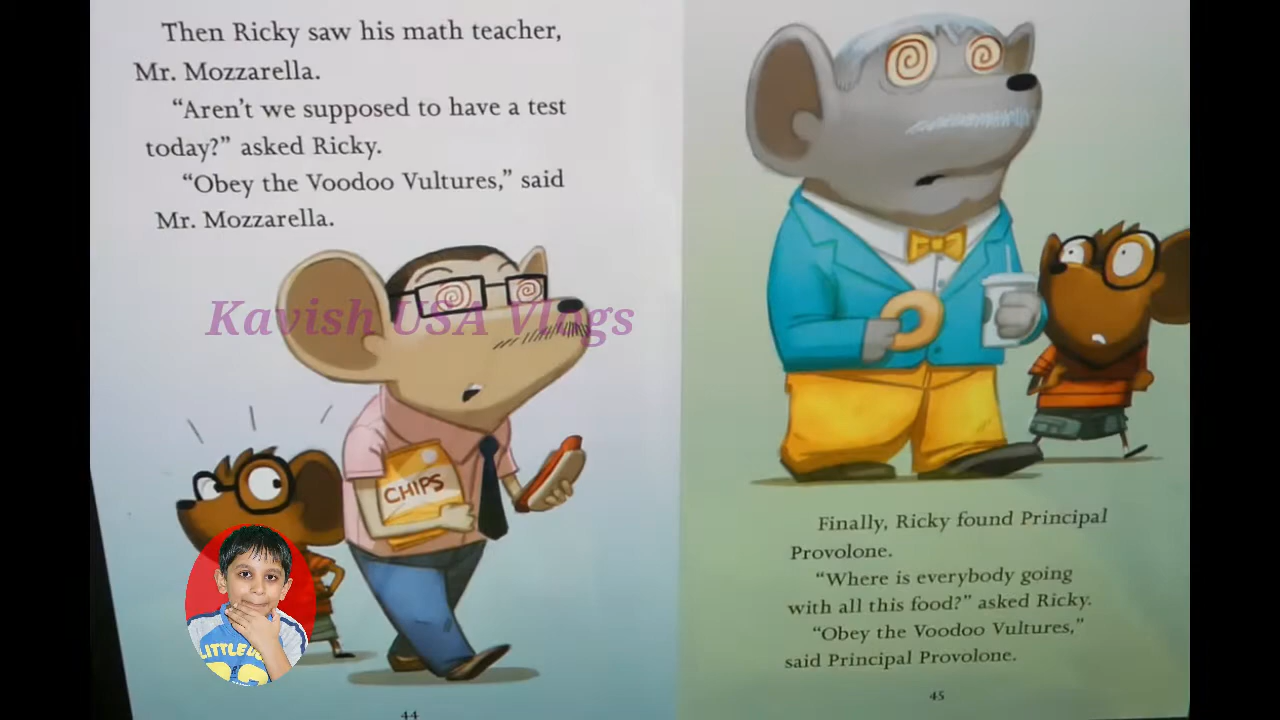 Then Ricky saw his math teacher,
Mr. Mozzarella.
“Aren’t we supposed to have a test
today?” asked Ricky.
“Obey the Voodoo Vultures,” said
Mr. Mozzarella.
Kavish USA Vlogs
CHIPS
LITTLE
44
Finally, Ricky found Principal
Provolone.
“Where is everybody going
with all this food?” asked Ricky.
“Obey the Voodoo Vultures,”
said Principal Provolone.
45